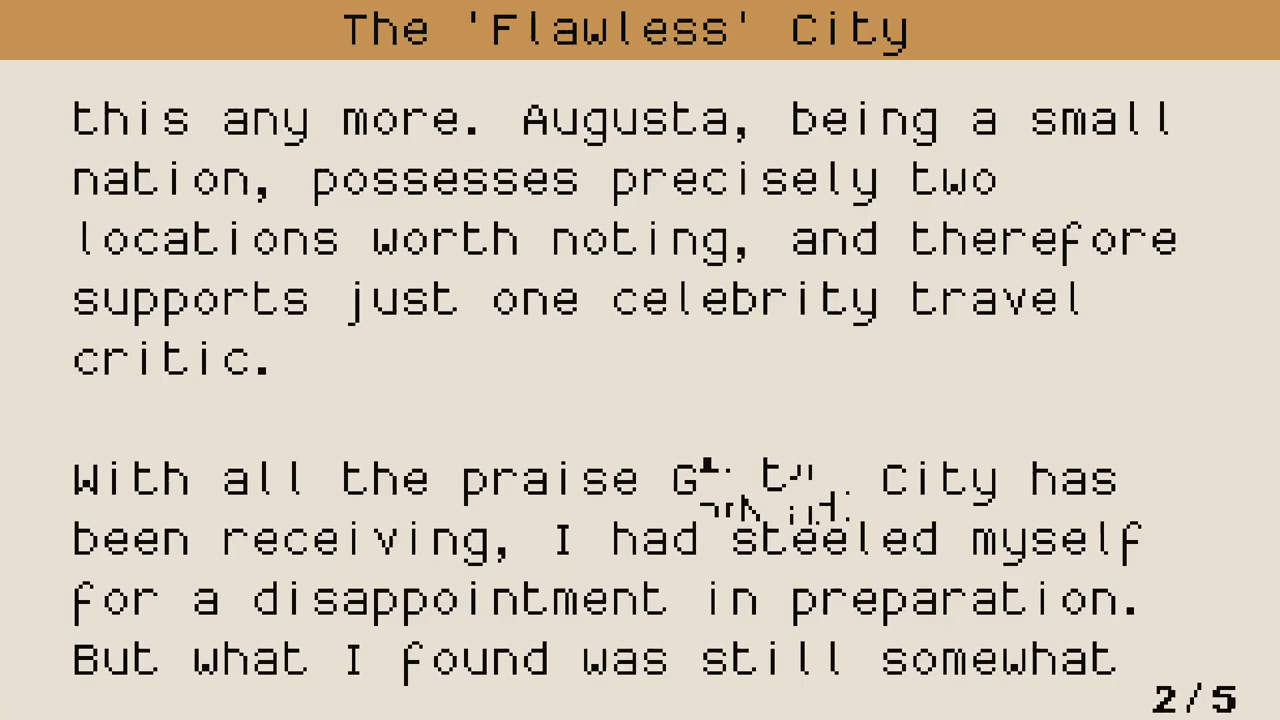 The 'Flawless' City
this any more. Augusta, being a small
nation, possesses precisely two
locations worth noting, and therefore
supports just one celebrity travel
critic.
With all the praise City has
been receiving, I had steeled myself
for a disappointment in preparation.
But what I found was still somewhat
2/5